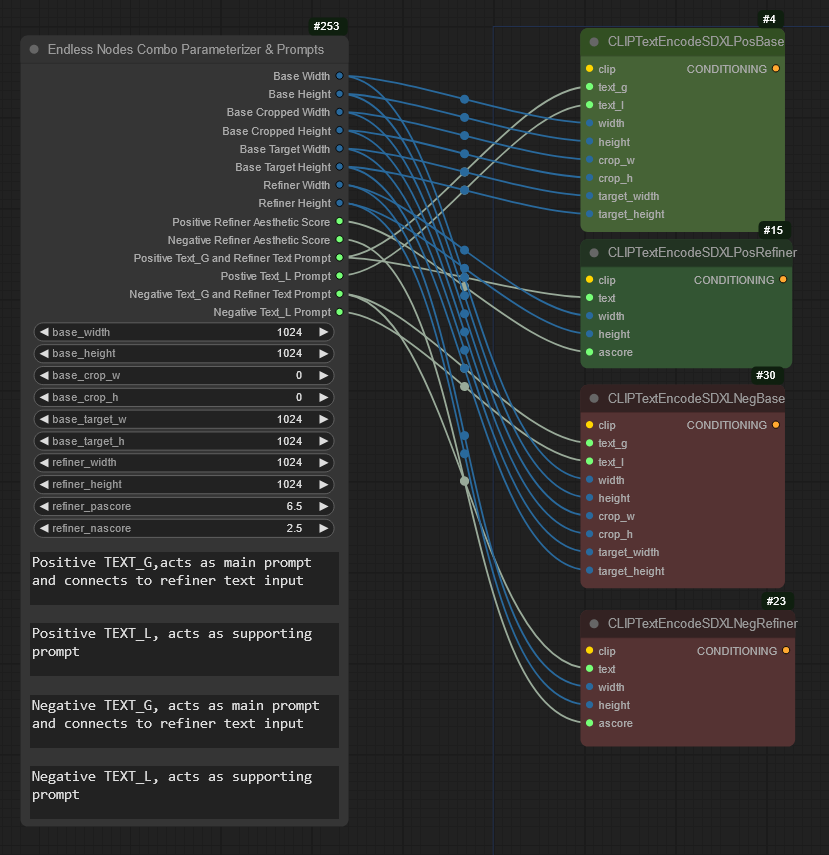 #253
Endless Nodes Combo Parameterizer & Prompts
Base Width
Base Height
Base Cropped Width
Base Cropped Height
Base Target Width
Base Target Height
Refiner Width
Refiner Height
Positive Refiner Aesthetic Score
Negative Refiner Aesthetic Score
Positive Text_G and Refiner Text Prompt
Postive Text_L Prompt
Negative Text_G and Refiner Text Prompt
Negative Text_L Prompt
base_width 1024
base_height 1024
base_crop_w 0
base_crop_h 0
base_target_w 1024
base_target_h 1024
refiner_width 1024
refiner_height 1024
refiner_pascore 6.5
refiner_nascore 2.5
Positive TEXT_G,acts as main prompt
and connects to refiner text input
Positive TEXT_L, acts as supporting
prompt
Negative TEXT_G, acts as main prompt
and connects to refiner text input
Negative TEXT_L, acts as supporting
prompt
#4
CLIPTextEncodeSDXLPosBase
clip CONDITIONING
text_g
text_l
width
height
crop_w
crop_h
target_width
target_height
#15
CLIPTextEncodeSDXLPosRefiner
clip CONDITIONING
text
width
height
ascore
#30
CLIPTextEncodeSDXLNegBase
clip CONDITIONING
text_g
text_l
width
height
crop_w
crop_h
target_width
target_height
#23
CLIPTextEncodeSDXLNegRefiner
clip CONDITIONING
text
width
height
ascore